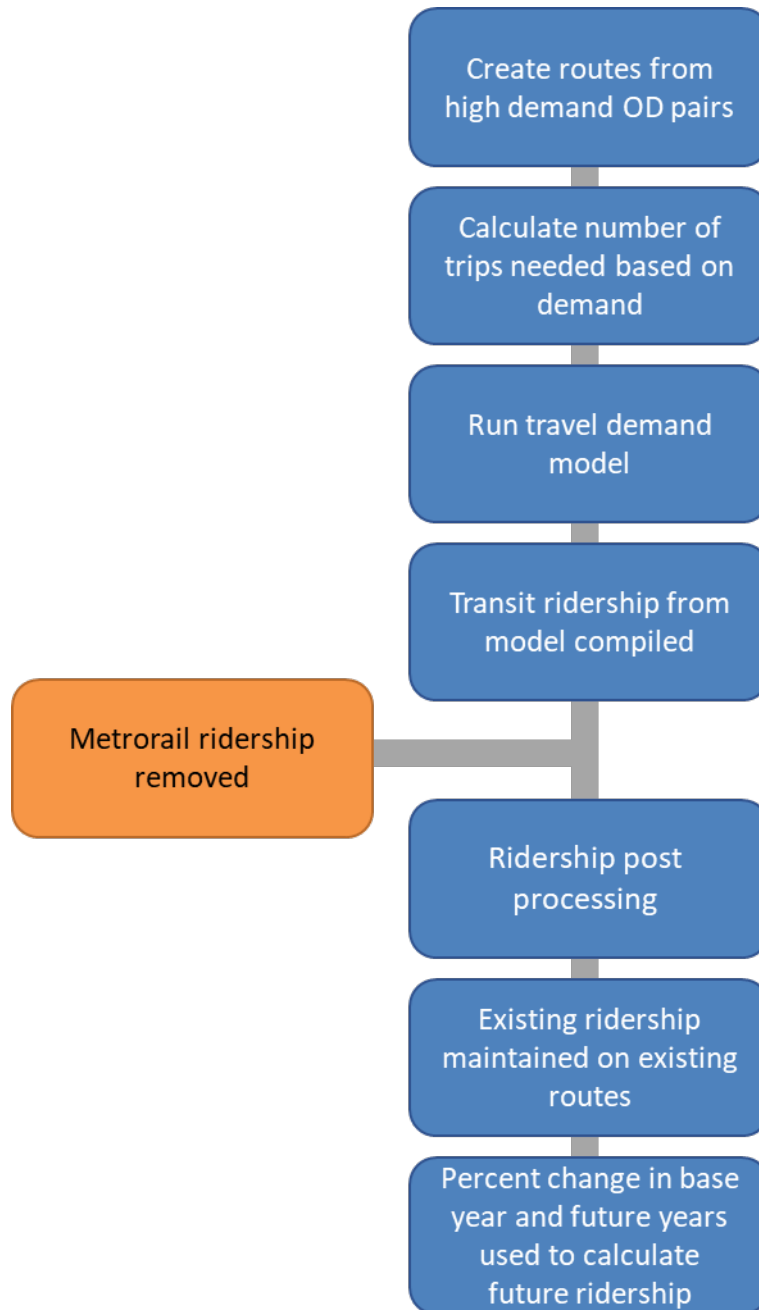 Create routes from
high demand OD pairs
Calculate number of
trips needed based on
demand
Run travel demand
model
Transit ridership from
model compiled
Metrorail ridership
removed
Ridership post
processing
Existing ridership
maintained on existing
routes
Percent change in base
year and future years
used to calculate
future ridership